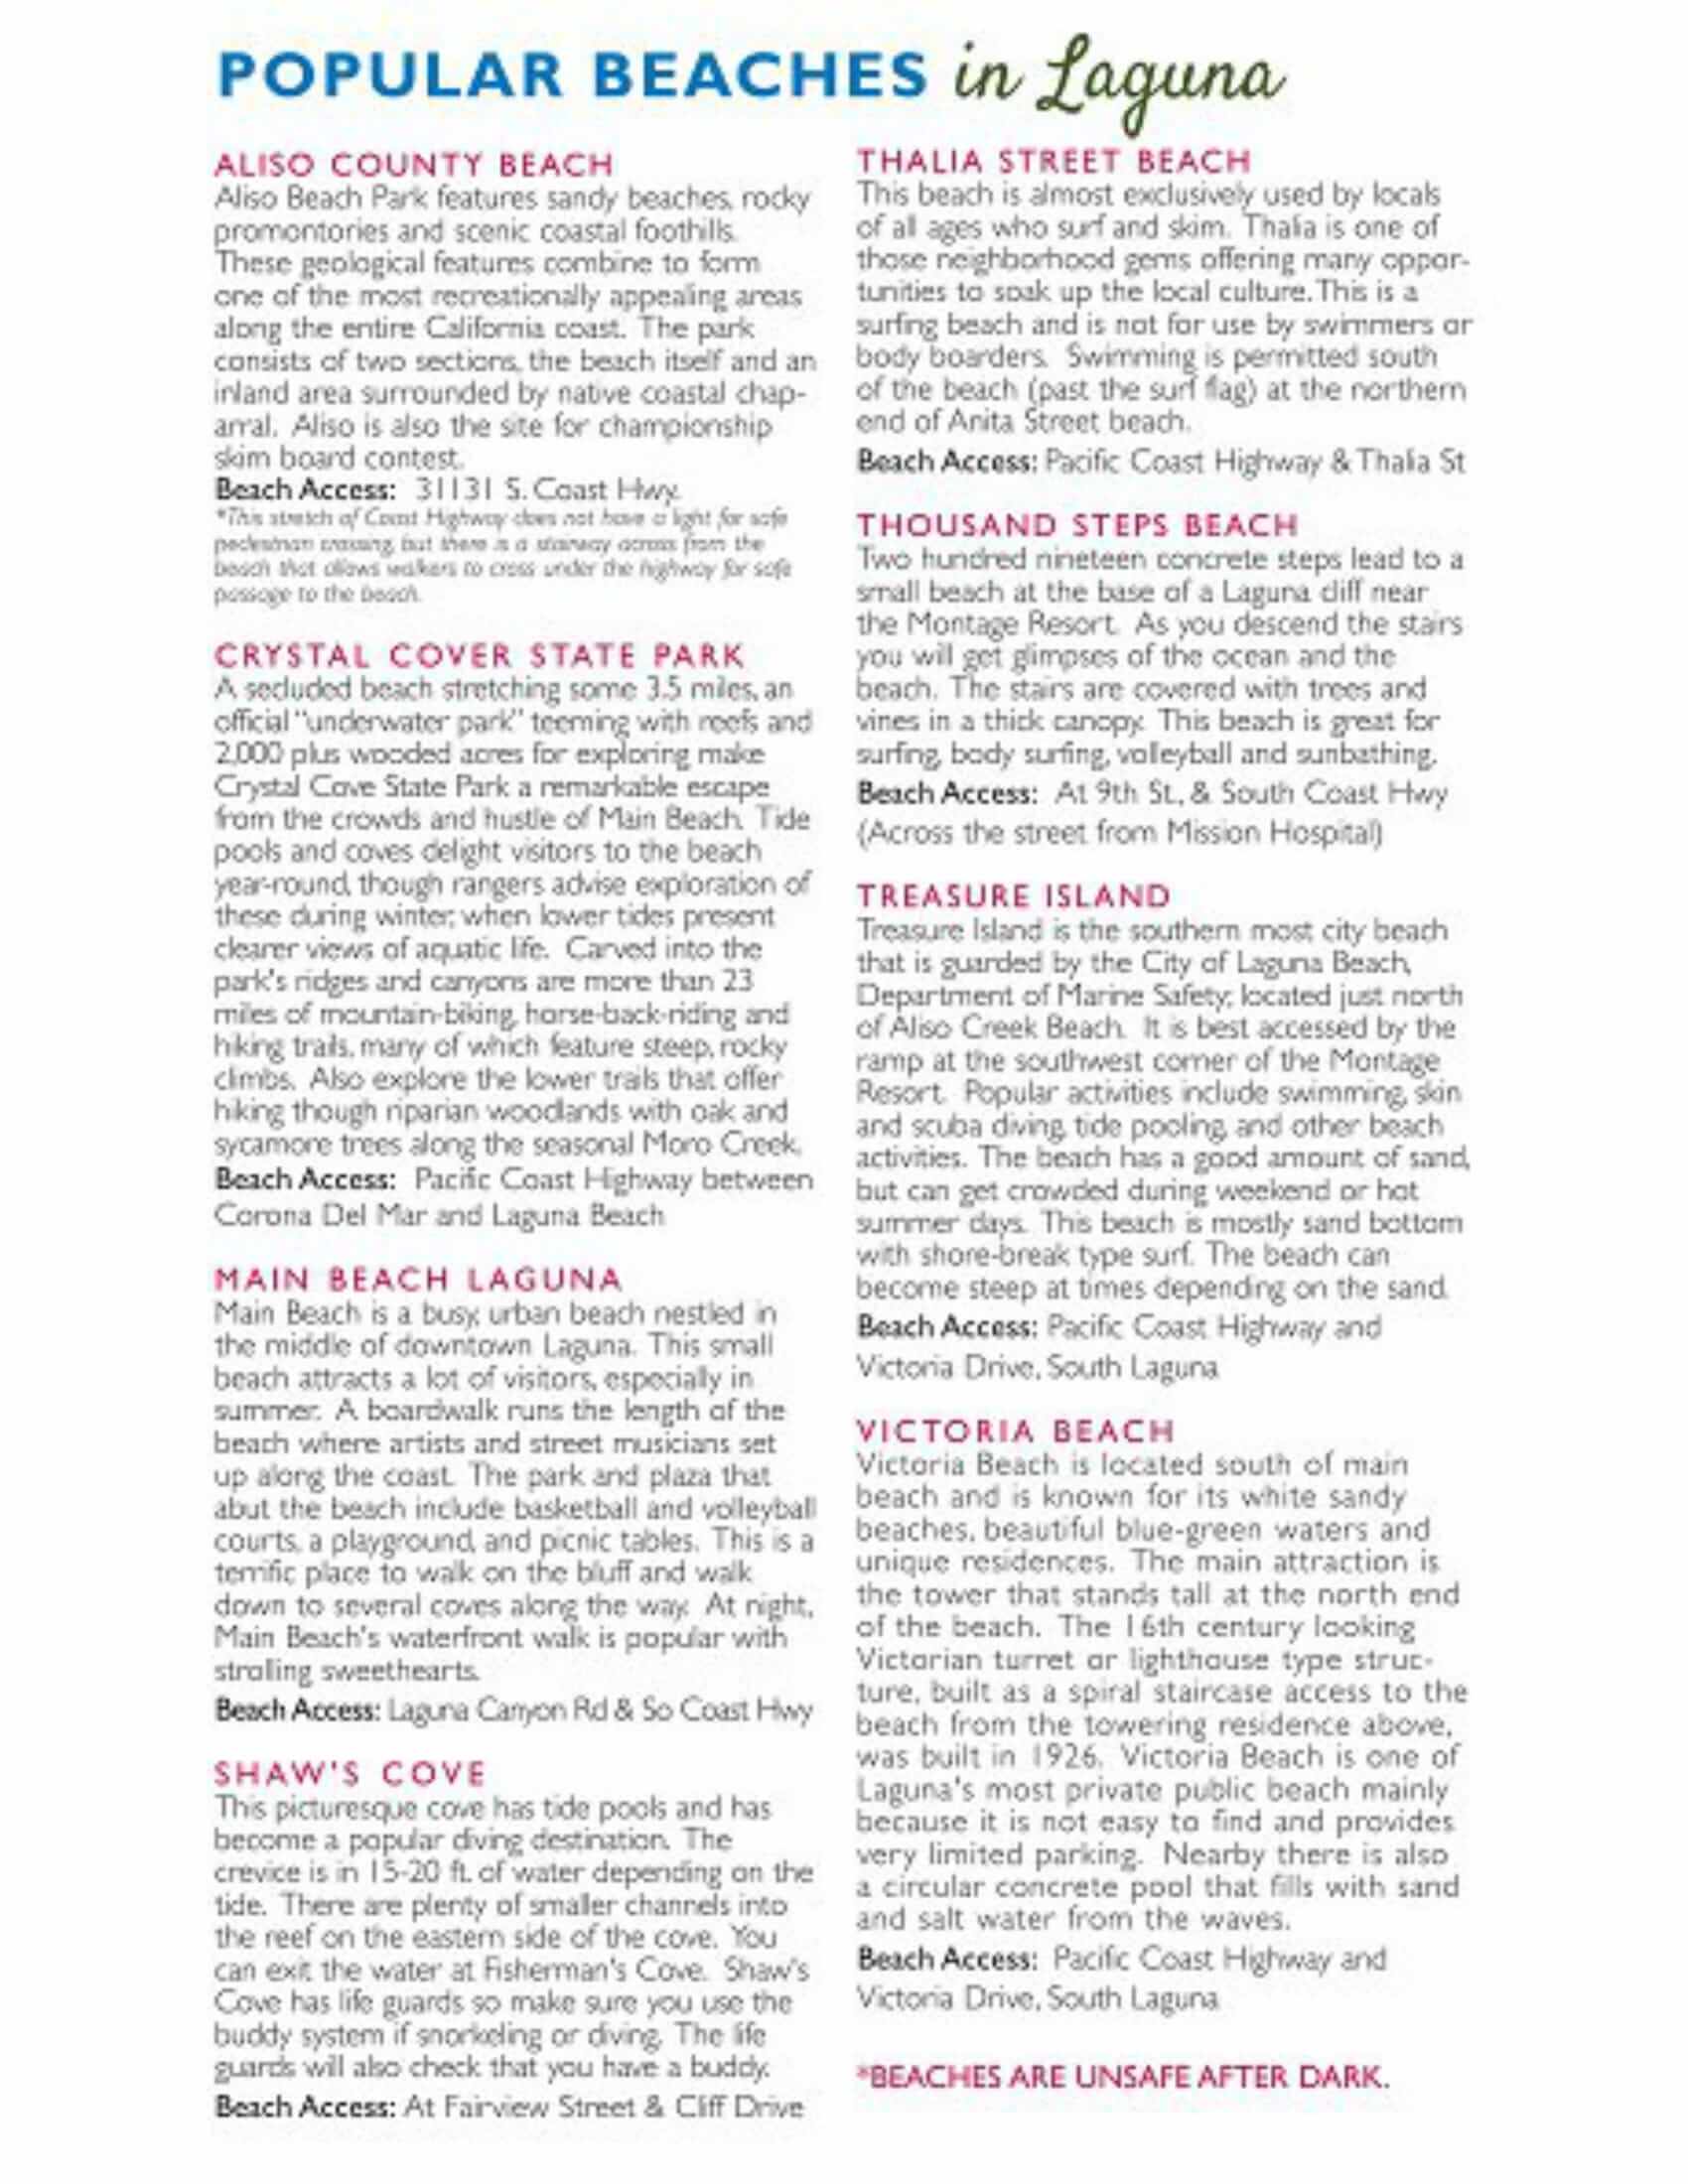 POPULAR BEACHES in Laguna
ALISO COUNTY BEACH
Aliso Beach Park features sandy beaches, rocky
promontories and scenic coastal foothills.
These geological features combine to form
one of the most recreationally appealing areas
along the entire California coast. The park
consists of two sections, the beach itself and an
inland area surrounded by native coastal chap-
arral. Aliso is also the site for championship
skim board contest.
Beach Access: 31131 S. Coast Hwy.
*This stretch of Coast Highway does not have a light for safe
pedestrian crossing, but there is a stairway across from the
beach that allows walkers to cross under the highway for safe
passage to the beach.
CRYSTAL COVER STATE PARK
A secluded beach stretching some 3.5 miles, an
official "underwater park" teeming with reefs and
2,000 plus wooded acres for exploring make
Crystal Cove State Park a remarkable escape
from the crowds and hustle of Main Beach. Tide
pools and coves delight visitors to the beach
year-round, though rangers advise exploration of
these during winter, when lower tides present
clearer views of aquatic life. Carved into the
park's ridges and canyons are more than 23
miles of mountain-biking, horse-back-riding and
hiking trails, many of which feature steep, rocky
climbs. Also explore the lower trails that offer
hiking though riparian woodlands with oak and
sycamore trees along the seasonal Moro Creek.
Beach Access: Pacific Coast Highway between
Corona Del Mar and Laguna Beach
MAIN BEACH LAGUNA
Main Beach is a busy, urban beach nestled in
the middle of downtown Laguna. This small
beach attracts a lot of visitors, especially in
summer. A boardwalk runs the length of the
beach where artists and street musicians set
up along the coast. The park and plaza that
abut the beach include basketball and volleyball
courts, a playground, and picnic tables. This is a
terrific place to walk on the bluff and walk
down to several coves along the way. At night,
Main Beach's waterfront walk is popular with
strolling sweethearts.
Beach Access: Laguna Canyon Rd & So Coast Hwy
SHAW'S COVE
This picturesque cove has tide pools and has
become a popular diving destination. The
crevice is in 15-20 ft. of water depending on the
tide. There are plenty of smaller channels into
the reef on the eastern side of the cove. You
can exit the water at Fisherman's Cove. Shaw's
Cove has life guards so make sure you use the
buddy system if snorkeling or diving. The life
guards will also check that you have a buddy.
Beach Access: At Fairview Street & Cliff Drive
THALIA STREET BEACH
This beach is almost exclusively used by locals
of all ages who surf and skim. Thalia is one of
those neighborhood gems offering many oppor-
tunities to soak up the local culture. This is a
surfing beach and is not for use by swimmers or
body boarders. Swimming is permitted south
of the beach (past the surf flag) at the northern
end of Anita Street beach.
Beach Access: Pacific Coast Highway & Thalia St
THOUSAND STEPS BEACH
Two hundred nineteen concrete steps lead to a
small beach at the base of a Laguna cliff near
the Montage Resort. As you descend the stairs
you will get glimpses of the ocean and the
beach. The stairs are covered with trees and
vines in a thick canopy. This beach is great for
surfing, body surfing, volleyball and sunbathing.
Beach Access: At 9th St., & South Coast Hwy
(Across the street from Mission Hospital)
TREASURE ISLAND
Treasure Island is the southern most city beach
that is guarded by the City of Laguna Beach,
Department of Marine Safety; located just north
of Aliso Creek Beach. It is best accessed by the
ramp at the southwest corner of the Montage
Resort. Popular activities include swimming, skin
and scuba diving, tide pooling, and other beach
activities. The beach has a good amount of sand,
but can get crowded during weekend or hot
summer days. This beach is mostly sand bottom
with shore-break type surf. The beach can
become steep at times depending on the sand.
Beach Access: Pacific Coast Highway and
Victoria Drive, South Laguna
VICTORIA BEACH
Victoria Beach is located south of main
beach and is known for its white sandy
beaches, beautiful blue-green waters and
unique residences. The main attraction is
the tower that stands tall at the north end
of the beach. The 16th century looking
Victorian turret or lighthouse type struc-
ture, built as a spiral staircase access to the
beach from the towering residence above,
was built in 1926. Victoria Beach is one of
Laguna's most private public beach mainly
because it is not easy to find and provides
very limited parking. Nearby there is also
a circular concrete pool that fills with sand
and salt water from the waves.
Beach Access: Pacific Coast Highway and
Victoria Drive, South Laguna
*BEACHES ARE UNSAFE AFTER DARK.